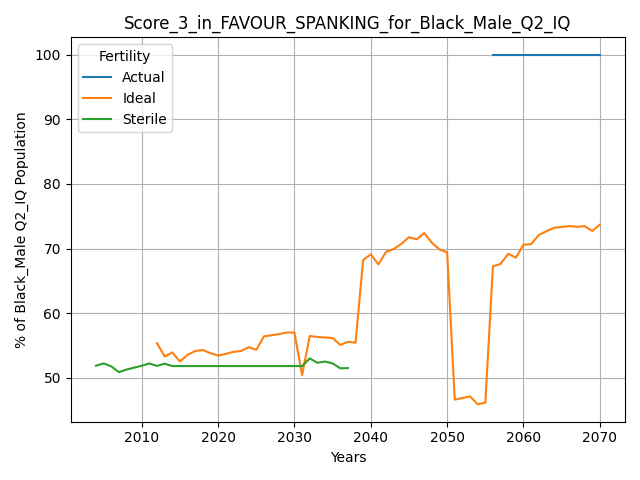 Score_3_in_FAVOUR_SPANKING_for_Black_Male_Q2_IQ
Fertility
Actual
Ideal
Sterile
% of Black_Male Q2_IQ Population
100
90
80
70
60
50
2010 2020 2030 2040 2050 2060 2070
Years